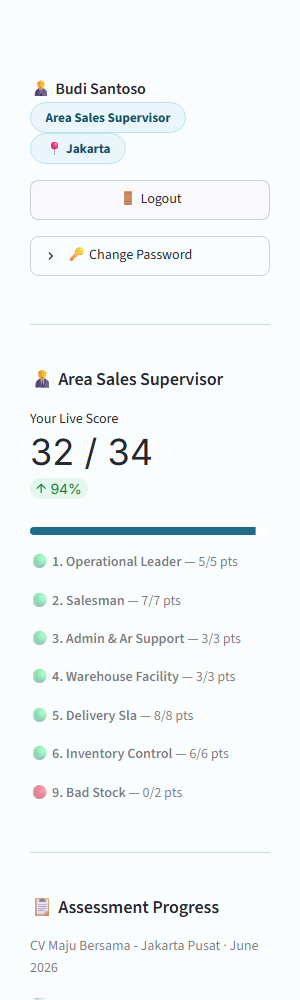 Budi Santoso
Area Sales Supervisor
Jakarta
Logout
Change Password
Area Sales Supervisor
Your Live Score
32 / 34
↑ 94%
1. Operational Leader — 5/5 pts
2. Salesman — 7/7 pts
3. Admin & Ar Support — 3/3 pts
4. Warehouse Facility — 3/3 pts
5. Delivery Sla — 8/8 pts
6. Inventory Control — 6/6 pts
9. Bad Stock — 0/2 pts
Assessment Progress
CV Maju Bersama - Jakarta Pusat · June
2026